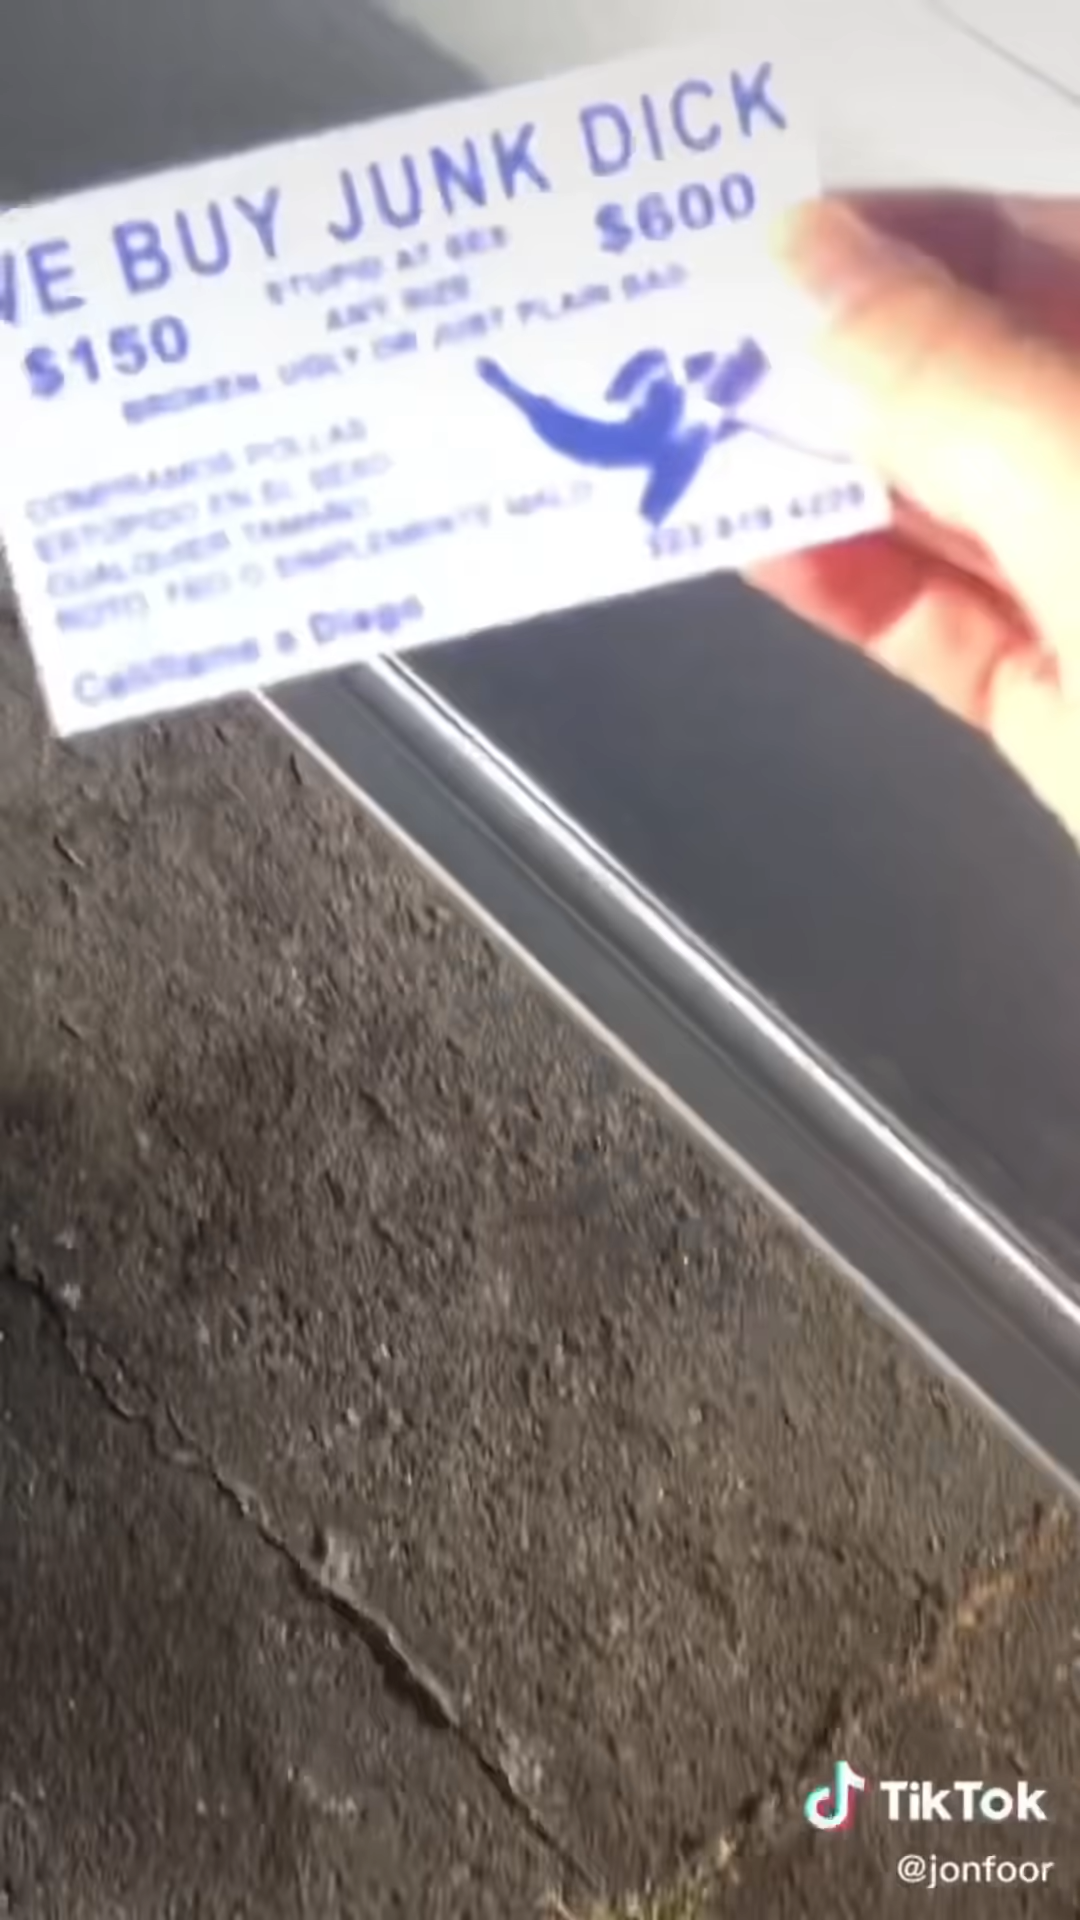 WE BUY JUNK DICK
$150
STUPID AT SEX
$600
ANY SIZE
BROKEN UGLY OR JUST PLAIN BAD
COMPRAMOS POLLAS
ESTÚPIDO EN EL SEXO
CUALQUIER TAMAÑO
ROTO FEO O SIMPLEMENTE MALO
Call/llame a Diego
TikTok
@jonfoor